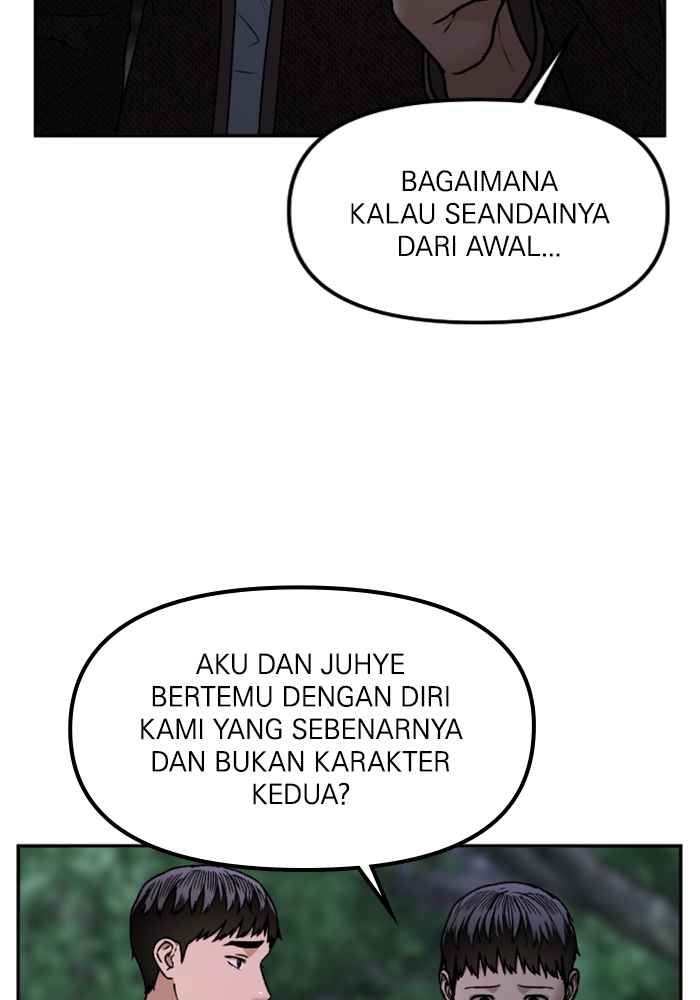 BAGAIMANA
KALAU SEANDAINYA
DARI AWAL...
AKU DAN JUHYE
BERTEMU DENGAN DIRI
KAMI YANG SEBENARNYA
DAN BUKAN KARAKTER
KEDUA?